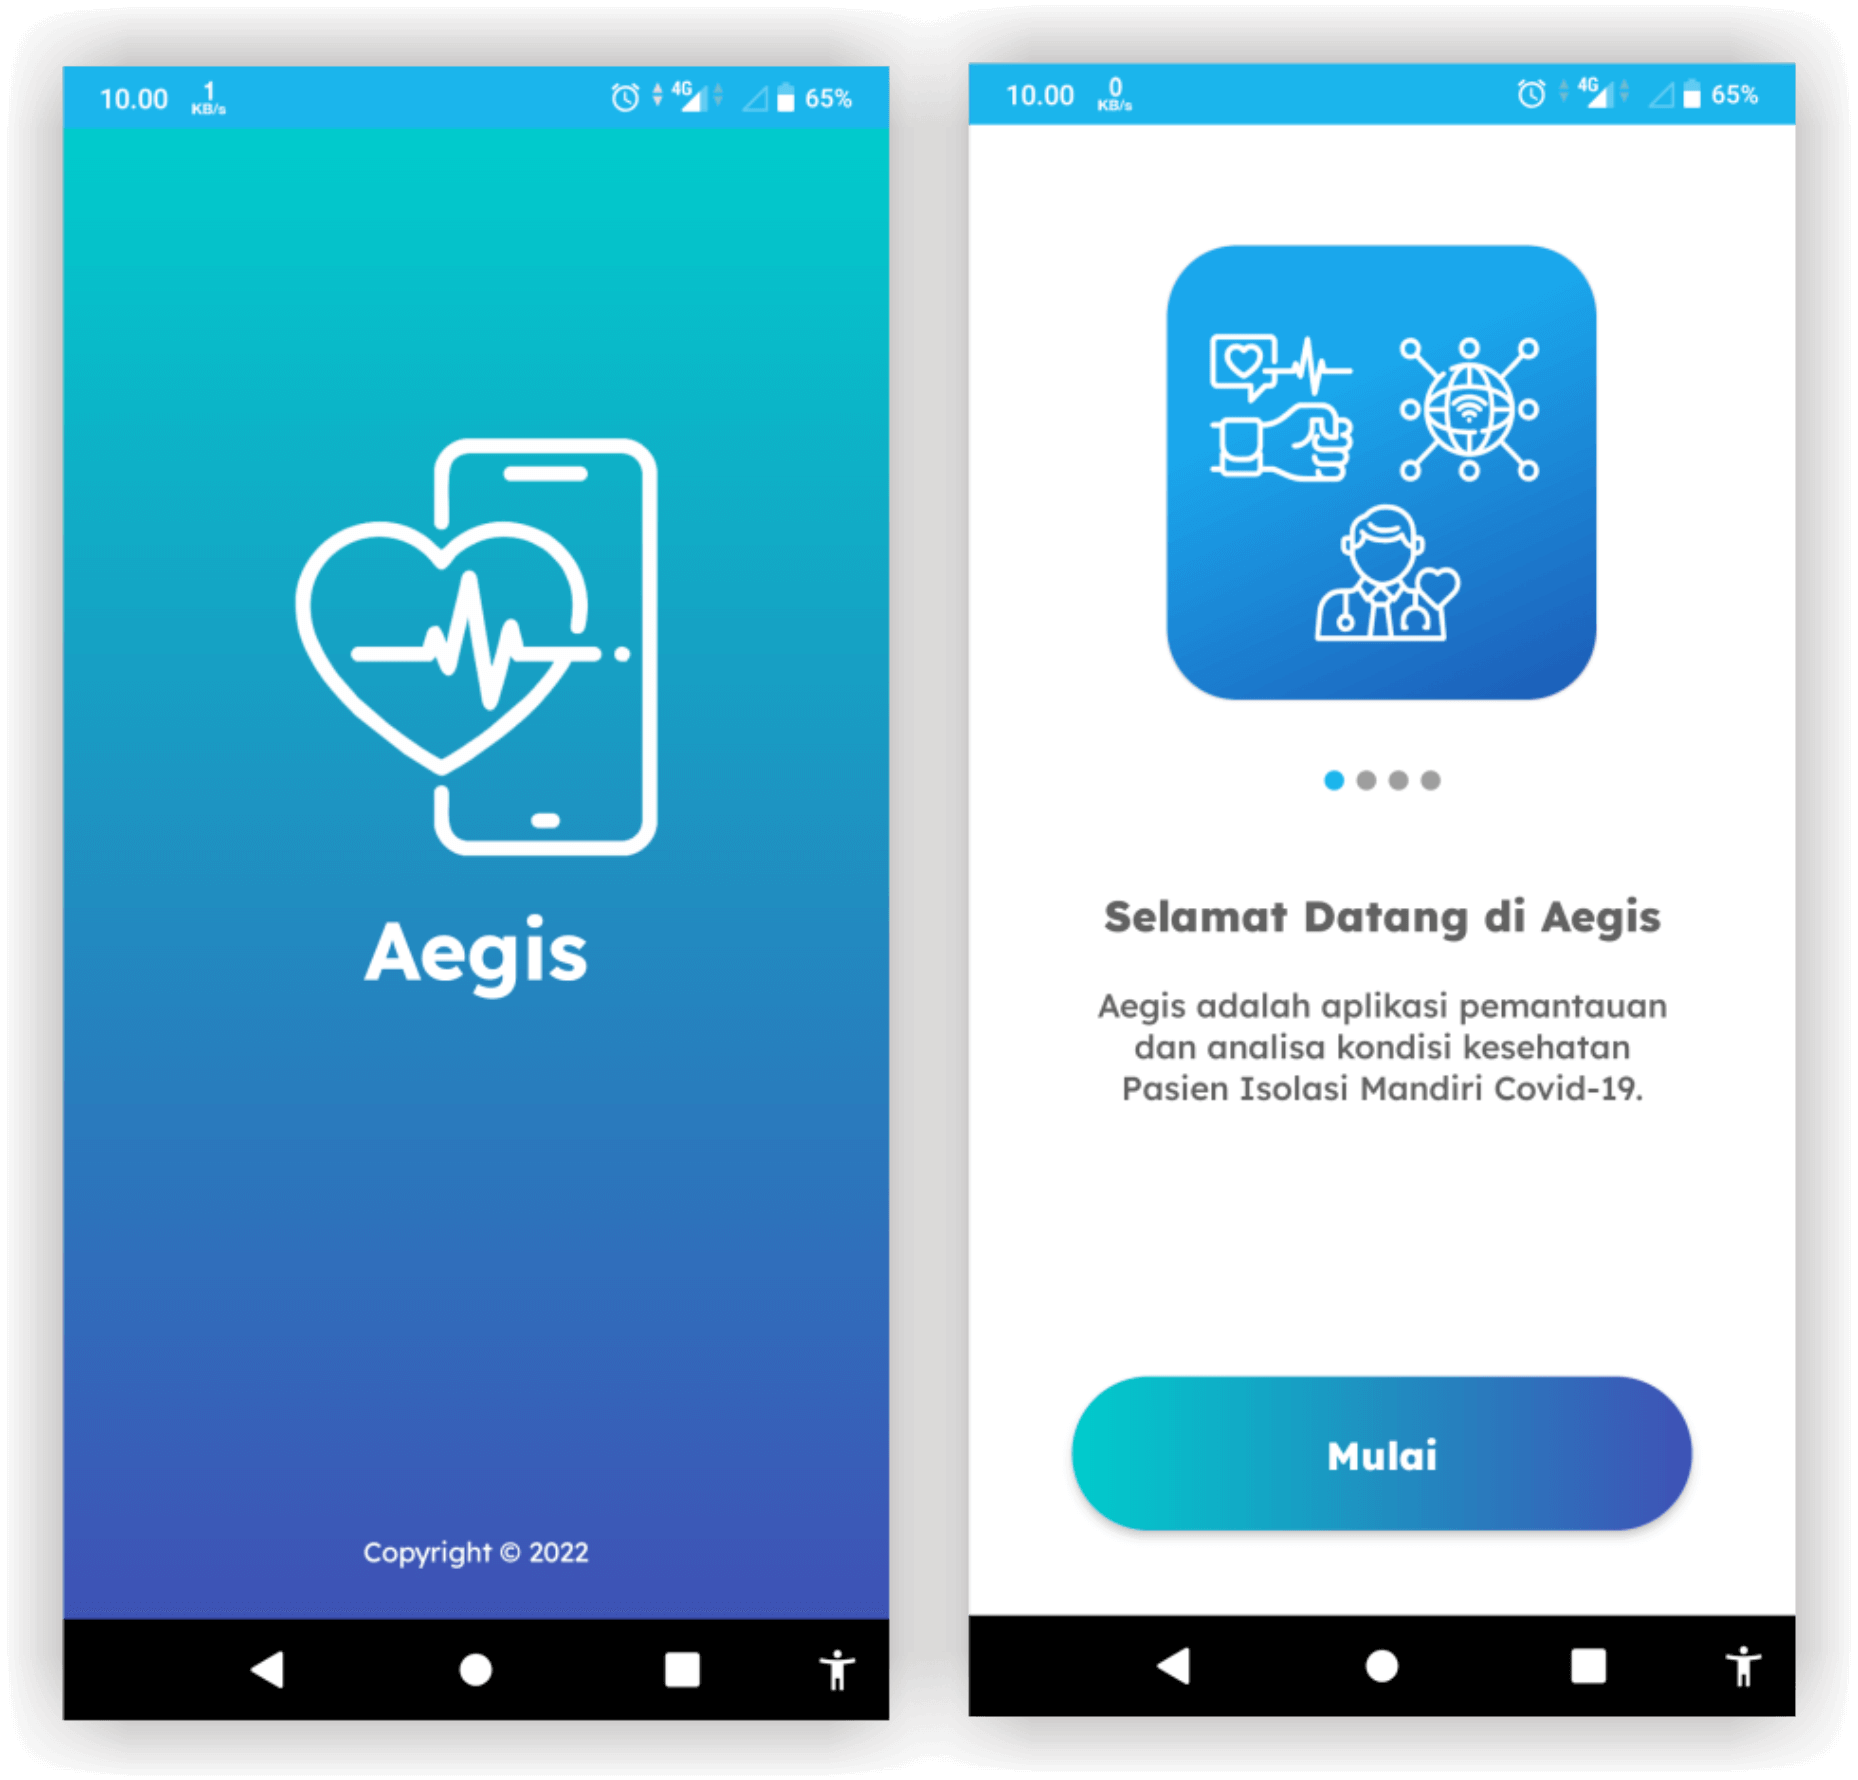 10.00 1 KB/s 4G 65%
Aegis
Copyright © 2022
10.00 0 KB/s 4G 65%
Selamat Datang di Aegis
Aegis adalah aplikasi pemantauan
dan analisa kondisi kesehatan
Pasien Isolasi Mandiri Covid-19.
Mulai